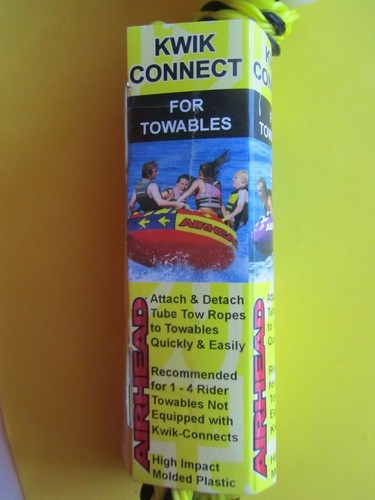 KWIK
CONNECT
FOR
TOWABLES
AIRHEAD
AIRHEAD
Attach & Detach
Tube Tow Ropes
to Towables
Quickly & Easily
Recommended
for 1 - 4 Rider
Towables Not
Equipped with
Kwik-Connects
High Impact
Molded Plastic
AIRHEAD